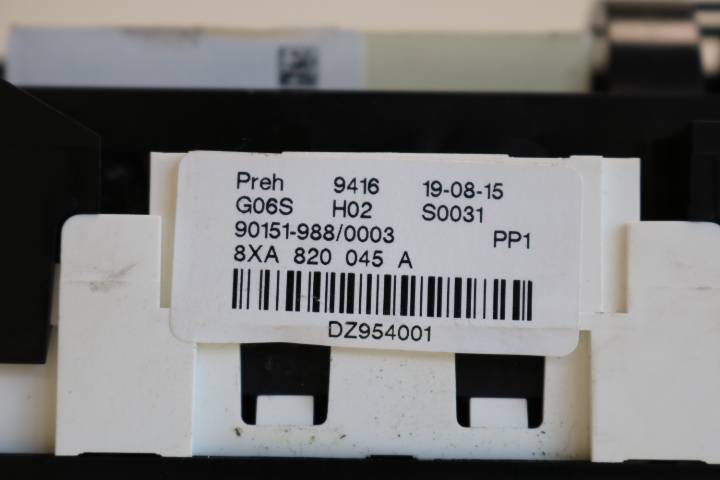 Preh 9416 19-08-15
G06S H02 S0031
90151-988/0003 PP1
8XA 820 045 A
DZ954001